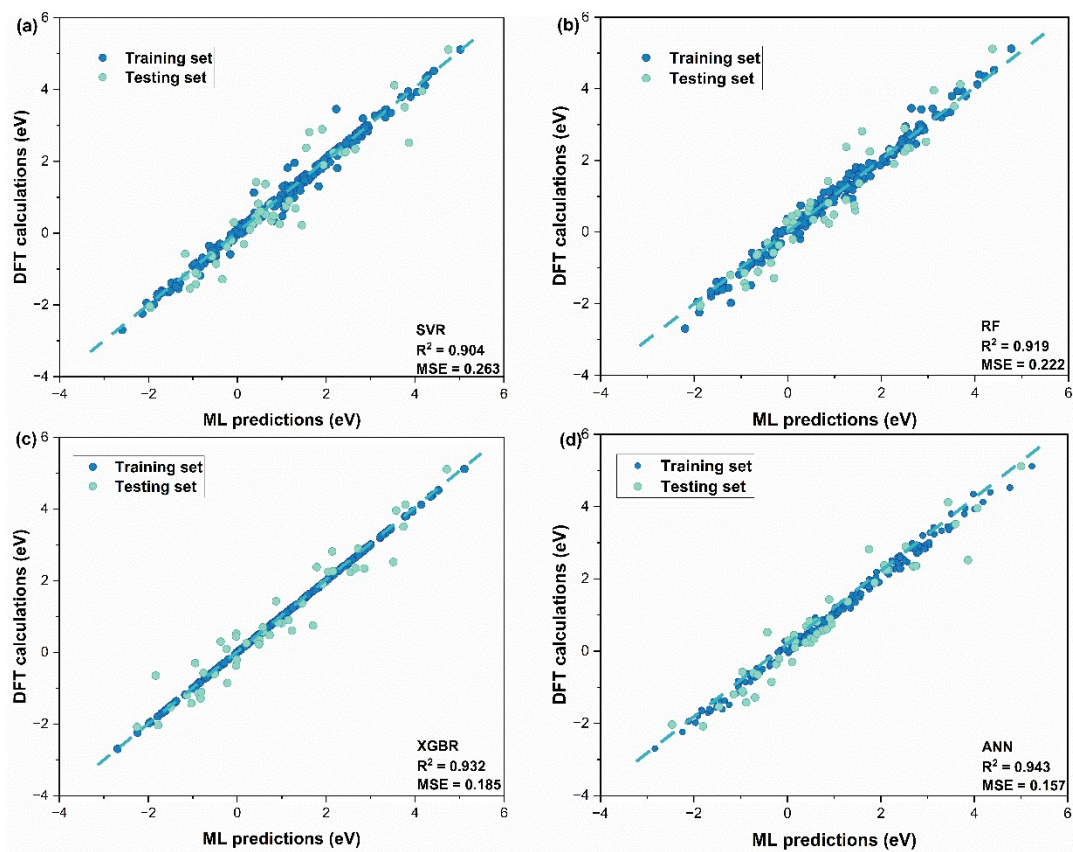 (a)
Training set
Testing set
DFT calculations (eV)
6
4
2
0
−2
−4
SVR
R² = 0.904
MSE = 0.263
−4 −2 0 2 4 6
ML predictions (eV)
(b)
Training set
Testing set
DFT calculations (eV)
6
4
2
0
−2
−4
RF
R² = 0.919
MSE = 0.222
−4 −2 0 2 4 6
ML predictions (eV)
(c)
Training set
Testing set
DFT calculations (eV)
6
4
2
0
−2
−4
XGBR
R² = 0.932
MSE = 0.185
−4 −2 0 2 4 6
ML predictions (eV)
(d)
Training set
Testing set
DFT calculations (eV)
6
4
2
0
−2
−4
ANN
R² = 0.943
MSE = 0.157
−4 −2 0 2 4 6
ML predictions (eV)